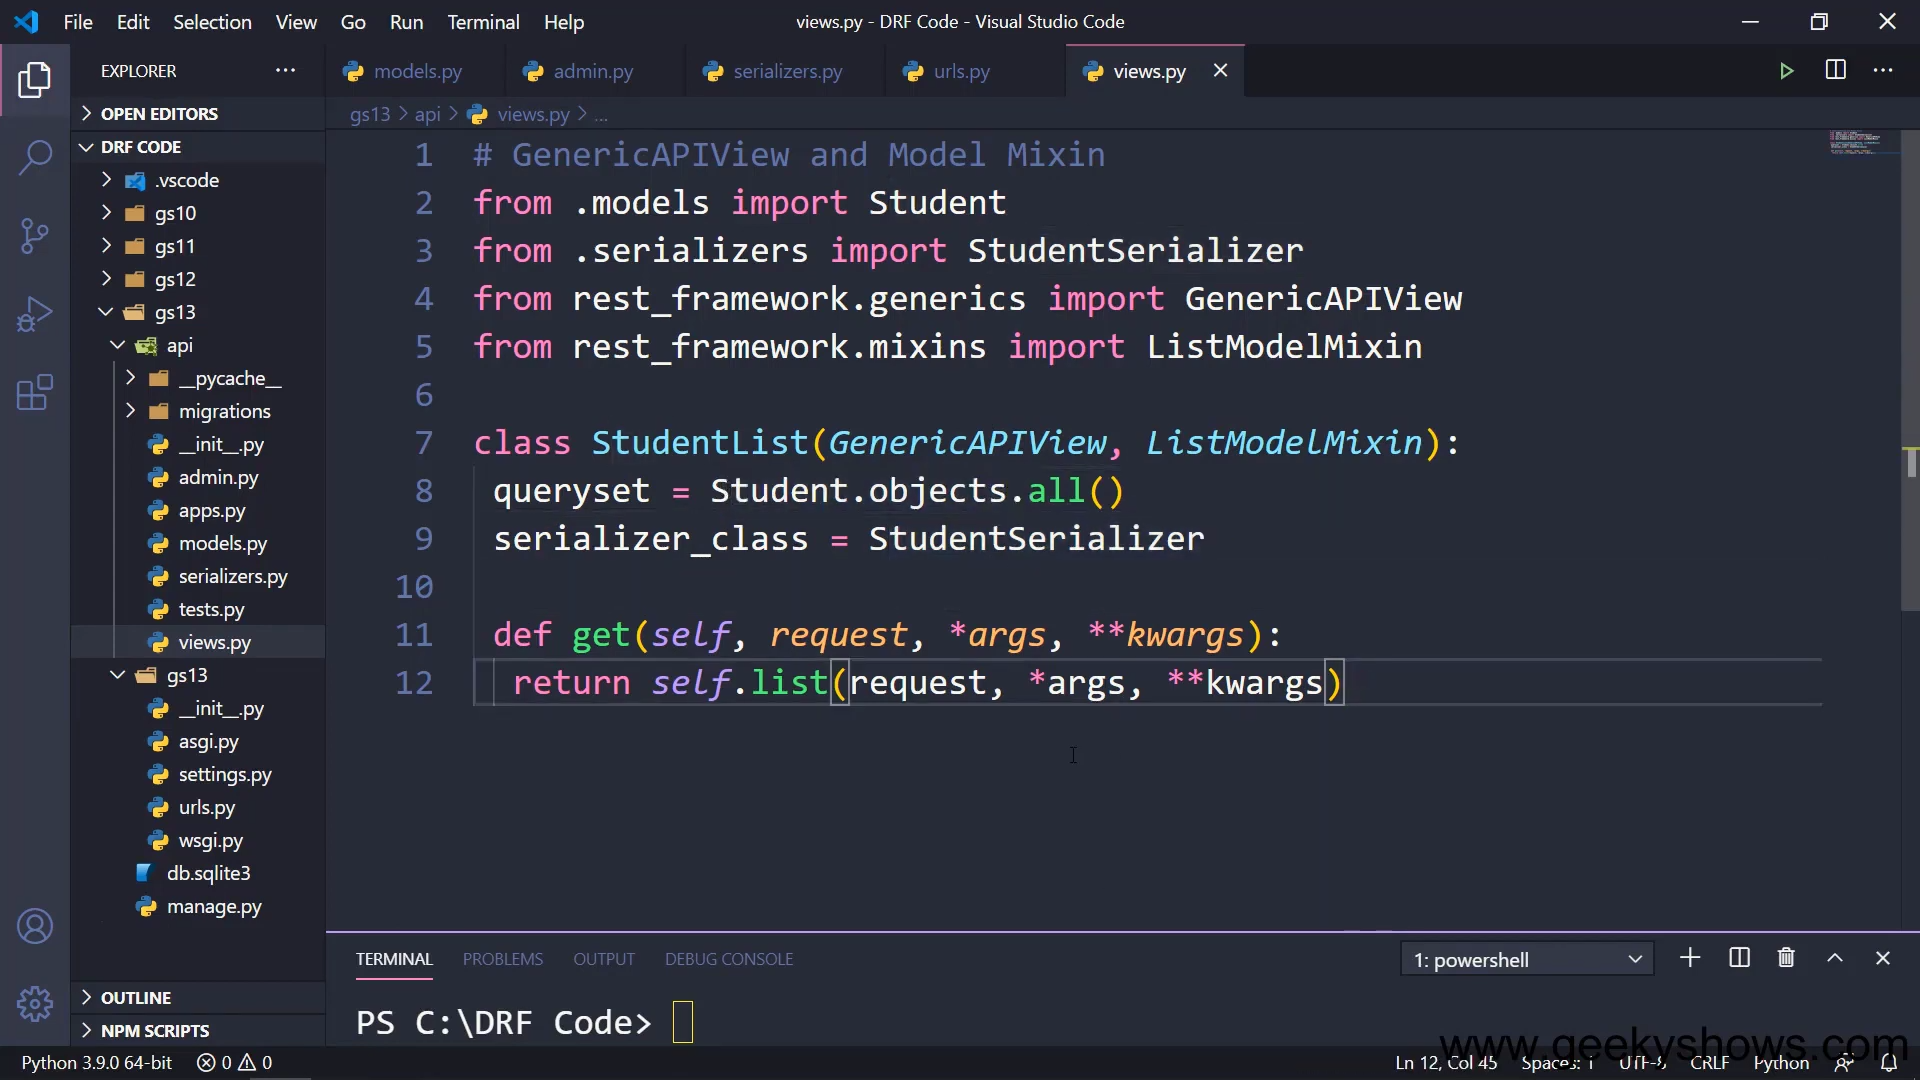 File Edit Selection View Go Run Terminal Help
views.py - DRF Code - Visual Studio Code
EXPLORER
OPEN EDITORS
DRF CODE
.vscode
gs10
gs11
gs12
gs13
api
__pycache__
migrations
__init__.py
admin.py
apps.py
models.py
serializers.py
tests.py
views.py
gs13
__init__.py
asgi.py
settings.py
urls.py
wsgi.py
db.sqlite3
manage.py
OUTLINE
NPM SCRIPTS
models.py admin.py serializers.py urls.py views.py
gs13 > api > views.py > ...
1 # GenericAPIView and Model Mixin
2 from .models import Student
3 from .serializers import StudentSerializer
4 from rest_framework.generics import GenericAPIView
5 from rest_framework.mixins import ListModelMixin
6
7 class StudentList(GenericAPIView, ListModelMixin):
8 queryset = Student.objects.all()
9 serializer_class = StudentSerializer
10
11 def get(self, request, *args, **kwargs):
12 return self.list(request, *args, **kwargs)
TERMINAL PROBLEMS OUTPUT DEBUG CONSOLE
1: powershell
PS C:\DRF Code>
www.geekyshows.com
Python 3.9.0 64-bit 0 0
Ln 12, Col 45 Spaces: 1 UTF-8 CRLF Python